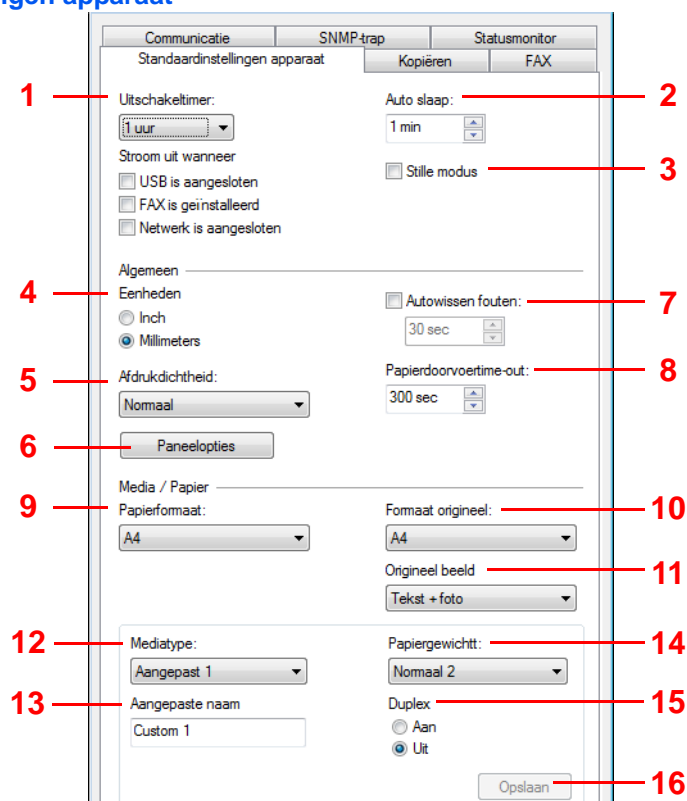 apparaat
Communicatie SNMP-trap Statusmonitor
Standaardinstellingen apparaat Kopiëren FAX
1 Uitschakeltimer: Auto slaap: 2
1 uur 1 min
Stroom uit wanneer
USB is aangesloten Stille modus 3
FAX is geïnstalleerd
Netwerk is aangesloten
Algemeen
4 Eenheden Autowissen fouten: 7
Inch 30 sec
Millimeters
5 Afdrukdichtheid: Papierdoorvoertime-out: 8
Normaal 300 sec
6 Paneelopties
Media / Papier
9 Papierformaat: Formaat origineel: 10
A4 A4
Origineel beeld 11
Tekst + foto
12 Mediatype: Papiergewichtt: 14
Aangepast 1 Normaal 2
13 Aangepaste naam Duplex 15
Custom 1 Aan
Uit
Opslaan 16